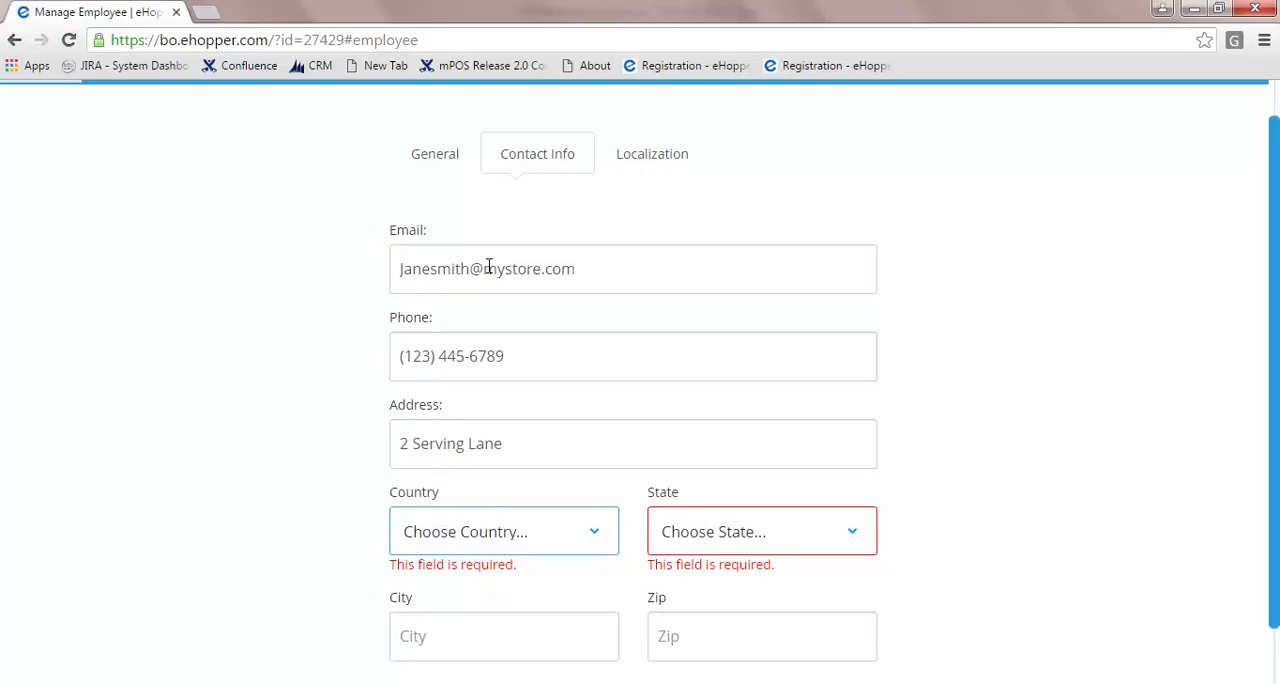 Manage Employee | eHop
https://bo.ehopper.com/?id=27429#employee
G
Apps JIRA - System Dashbo Confluence CRM New Tab mPOS Release 2.0 Co About Registration - eHoppe Registration - eHoppe
General Contact Info Localization
Email:
Janesmith@mystore.com
Phone:
(123) 445-6789
Address:
2 Serving Lane
Country State
Choose Country... Choose State...
This field is required. This field is required.
City Zip
City Zip